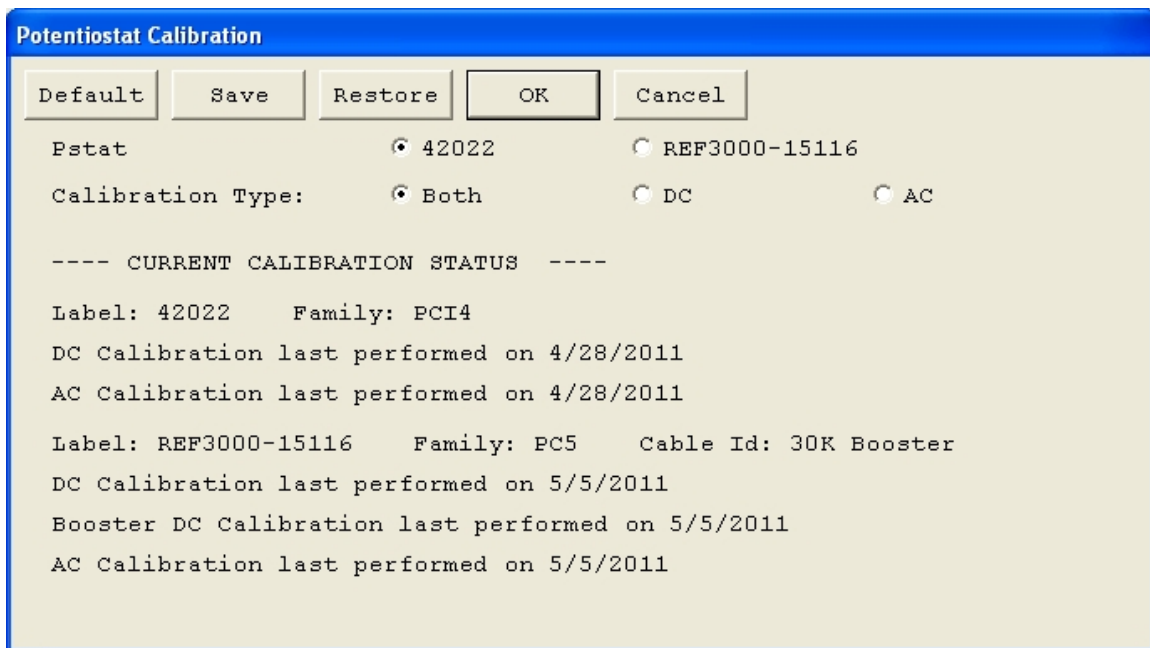 Potentiostat Calibration
Default Save Restore OK Cancel
Pstat 42022 REF3000-15116
Calibration Type: Both DC AC
---- CURRENT CALIBRATION STATUS ----
Label: 42022 Family: PCI4
DC Calibration last performed on 4/28/2011
AC Calibration last performed on 4/28/2011
Label: REF3000-15116 Family: PC5 Cable Id: 30K Booster
DC Calibration last performed on 5/5/2011
Booster DC Calibration last performed on 5/5/2011
AC Calibration last performed on 5/5/2011